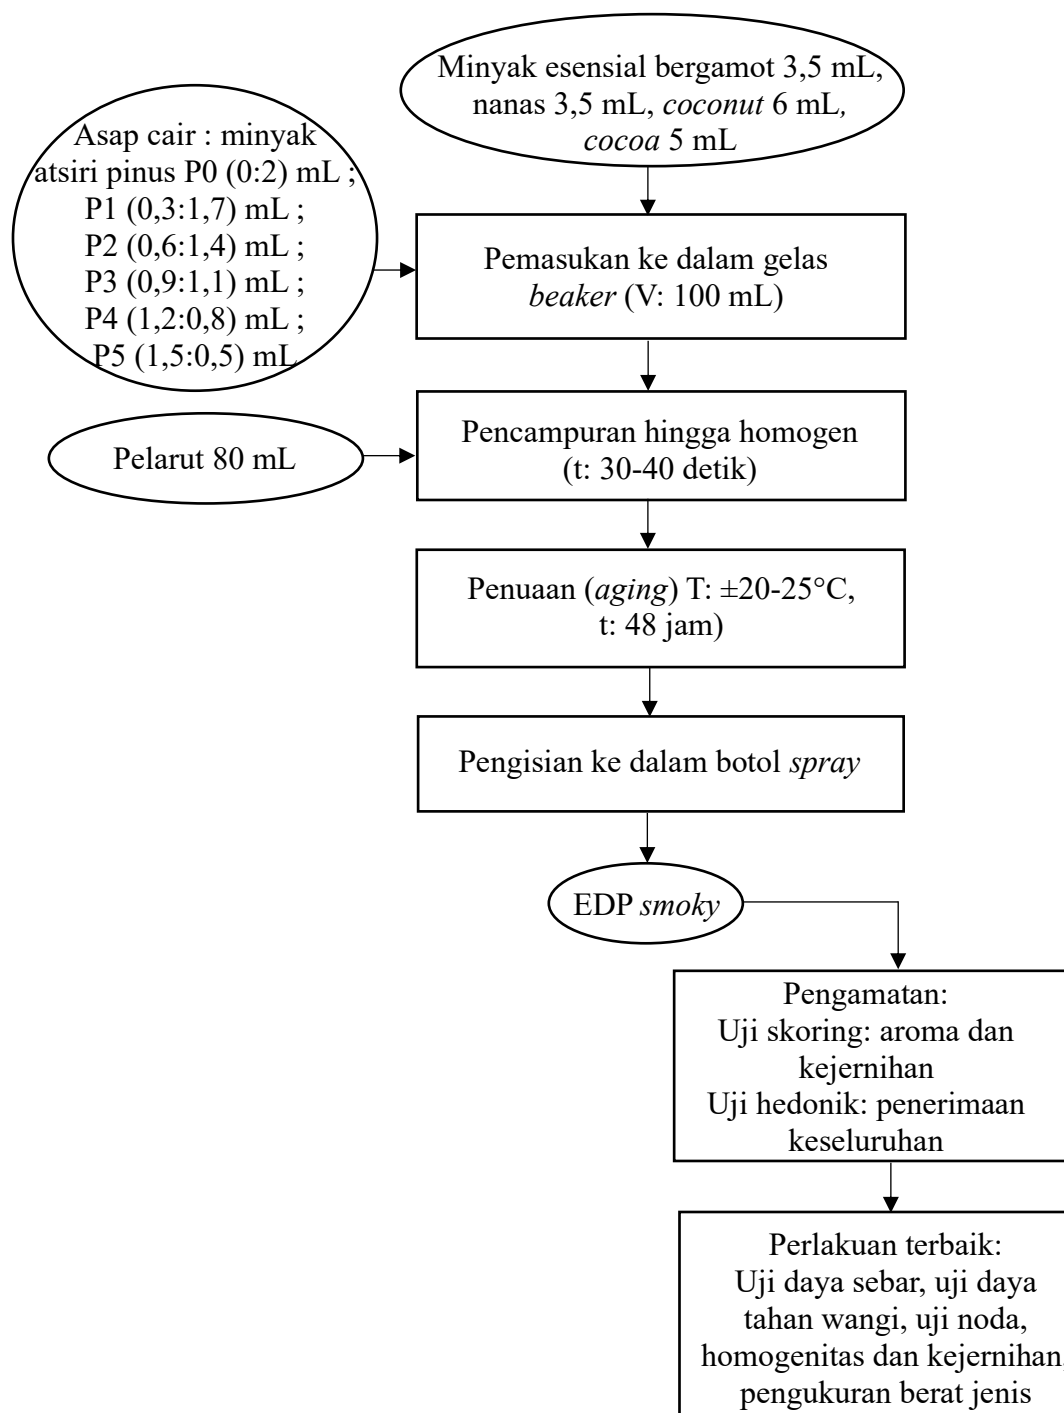 Minyak esensial bergamot 3,5 mL,
nanas 3,5 mL, coconut 6 mL,
cocoa 5 mL
Asap cair : minyak
atsiri pinus P0 (0:2) mL ;
P1 (0,3:1,7) mL ;
P2 (0,6:1,4) mL ;
P3 (0,9:1,1) mL ;
P4 (1,2:0,8) mL ;
P5 (1,5:0,5) mL
Pemasukan ke dalam gelas
beaker (V: 100 mL)
Pelarut 80 mL
Pencampuran hingga homogen
(t: 30-40 detik)
Penuaan (aging) T: ±20-25°C,
t: 48 jam)
Pengisian ke dalam botol spray
EDP smoky
Pengamatan:
Uji skoring: aroma dan
kejernihan
Uji hedonik: penerimaan
keseluruhan
Perlakuan terbaik:
Uji daya sebar, uji daya
tahan wangi, uji noda,
homogenitas dan kejernihan,
pengukuran berat jenis